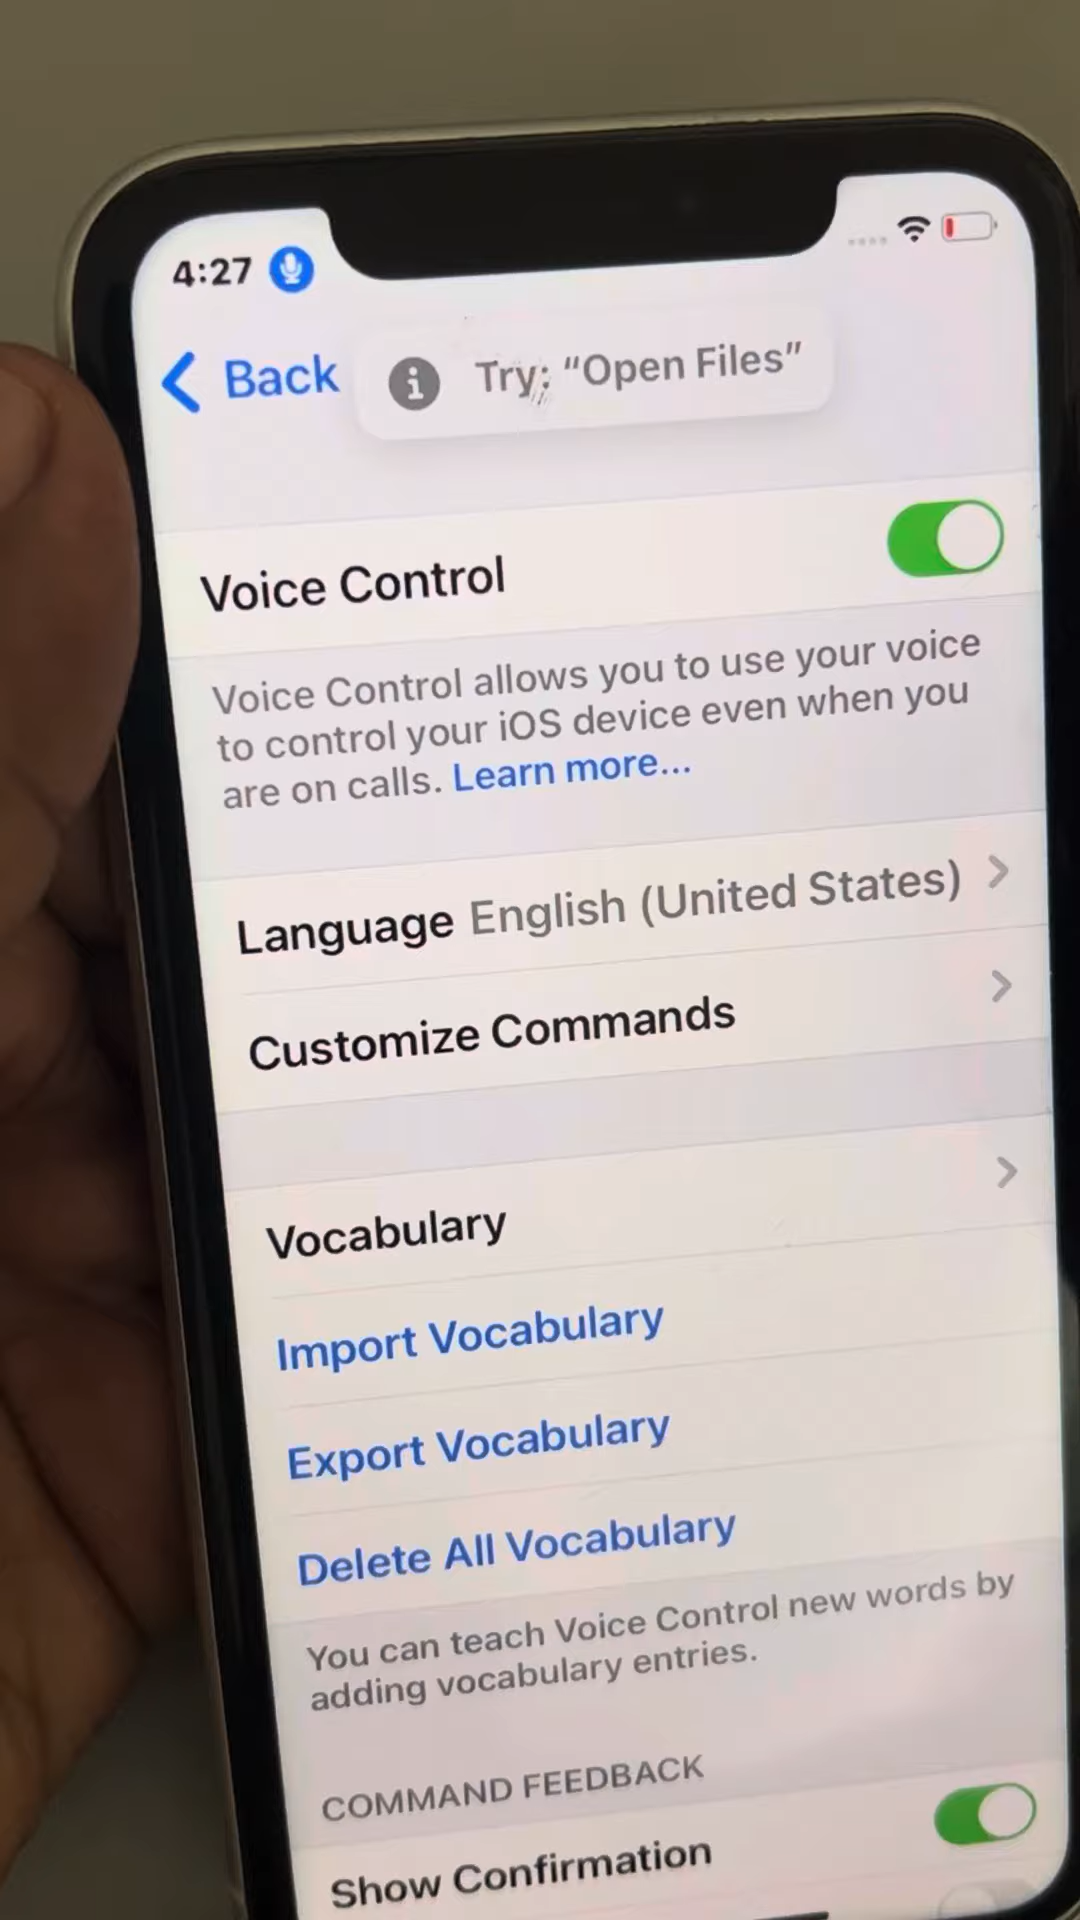 4:27
Back
Try: “Open Files”
Voice Control
Voice Control allows you to use your voice
to control your iOS device even when you
are on calls. Learn more...
Language English (United States)
Customize Commands
Vocabulary
Import Vocabulary
Export Vocabulary
Delete All Vocabulary
You can teach Voice Control new words by
adding vocabulary entries.
COMMAND FEEDBACK
Show Confirmation